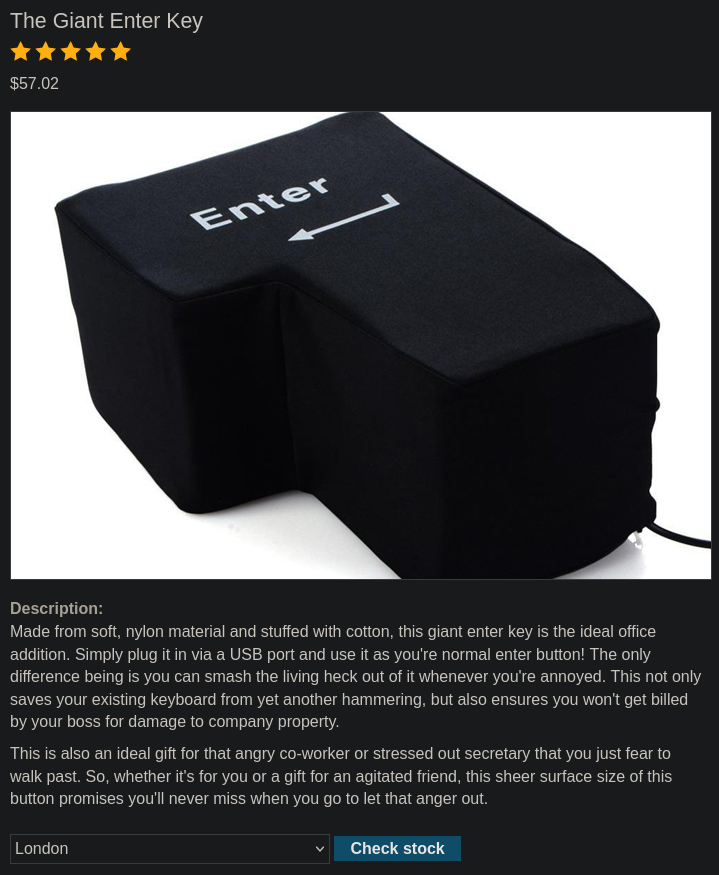 The Giant Enter Key
$57.02
Enter
Description:
Made from soft, nylon material and stuffed with cotton, this giant enter key is the ideal office
addition. Simply plug it in via a USB port and use it as you're normal enter button! The only
difference being is you can smash the living heck out of it whenever you're annoyed. This not only
saves your existing keyboard from yet another hammering, but also ensures you won't get billed
by your boss for damage to company property.
This is also an ideal gift for that angry co-worker or stressed out secretary that you just fear to
walk past. So, whether it's for you or a gift for an agitated friend, this sheer surface size of this
button promises you'll never miss when you go to let that anger out.
London
Check stock